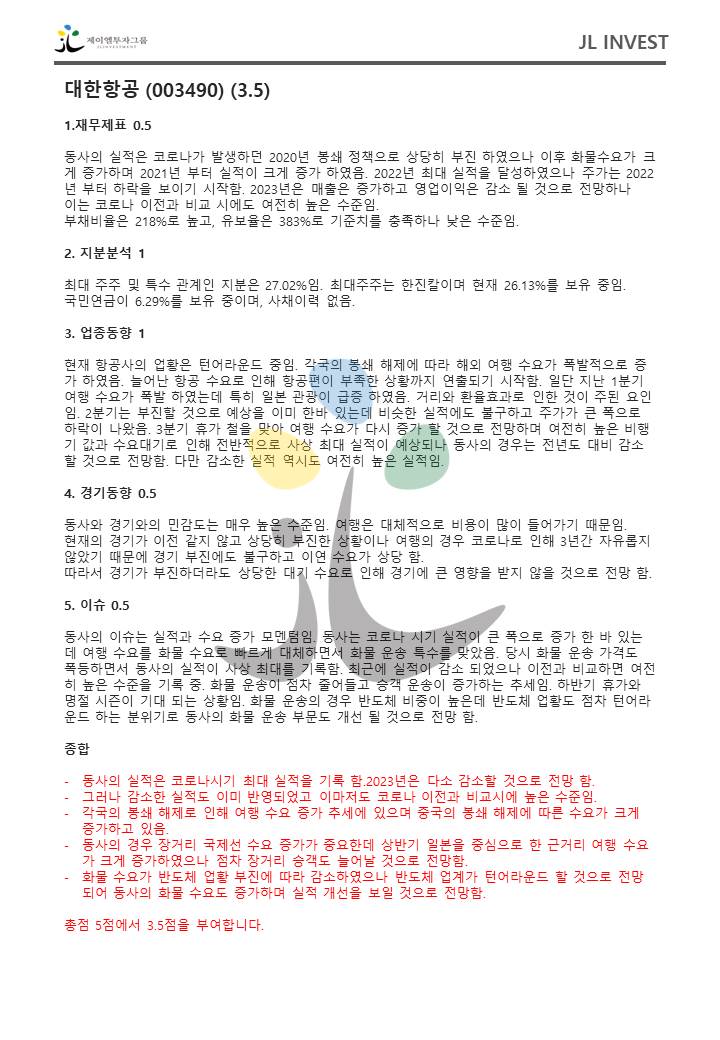 제이엘투자그룹
JLINVESTMENT
JL INVEST
대한항공 (003490) (3.5)
1.재무제표 0.5
동사의 실적은 코로나가 발생하던 2020년 봉쇄 정책으로 상당히 부진 하였으나 이후 화물수요가 크
게 증가하며 2021년 부터 실적이 크게 증가 하였음. 2022년 최대 실적을 달성하였으나 주가는 2022
년 부터 하락을 보이기 시작함. 2023년은 매출은 증가하고 영업이익은 감소 될 것으로 전망하나
이는 코로나 이전과 비교 시에도 여전히 높은 수준임.
부채비율은 218%로 높고, 유보율은 383%로 기준치를 충족하나 낮은 수준임.
2. 지분분석 1
최대 주주 및 특수 관계인 지분은 27.02%임. 최대주주는 한진칼이며 현재 26.13%를 보유 중임.
국민연금이 6.29%를 보유 중이며, 사채이력 없음.
3. 업종동향 1
현재 항공사의 업황은 턴어라운드 중임. 각국의 봉쇄 해제에 따라 해외 여행 수요가 폭발적으로 증
가 하였음. 늘어난 항공 수요로 인해 항공편이 부족한 상황까지 연출되기 시작함. 일단 지난 1분기
여행 수요가 폭발 하였는데 특히 일본 관광이 급증 하였음. 거리와 환율효과로 인한 것이 주된 요인
임. 2분기는 부진할 것으로 예상을 이미 한바 있는데 비슷한 실적에도 불구하고 주가가 큰 폭으로
하락이 나왔음. 3분기 휴가 철을 맞아 여행 수요가 다시 증가 할 것으로 전망하며 여전히 높은 비행
기 값과 수요대기로 인해 전반적으로 사상 최대 실적이 예상되나 동사의 경우는 전년도 대비 감소
할 것으로 전망함. 다만 감소한 실적 역시도 여전히 높은 실적임.
4. 경기동향 0.5
동사와 경기와의 민감도는 매우 높은 수준임. 여행은 대체적으로 비용이 많이 들어가기 때문임.
현재의 경기가 이전 같지 않고 상당히 부진한 상황이나 여행의 경우 코로나로 인해 3년간 자유롭지
않았기 때문에 경기 부진에도 불구하고 이연 수요가 상당 함.
따라서 경기가 부진하더라도 상당한 대기 수요로 인해 경기에 큰 영향을 받지 않을 것으로 전망 함.
5. 이슈 0.5
동사의 이슈는 실적과 수요 증가 모멘텀임. 동사는 코로나 시기 실적이 큰 폭으로 증가 한 바 있는
데 여행 수요를 화물 수요로 빠르게 대체하면서 화물 운송 특수를 맞았음. 당시 화물 운송 가격도
폭등하면서 동사의 실적이 사상 최대를 기록함. 최근에 실적이 감소 되었으나 이전과 비교하면 여전
히 높은 수준을 기록 중. 화물 운송이 점차 줄어들고 승객 운송이 증가하는 추세임. 하반기 휴가와
명절 시즌이 기대 되는 상황임. 화물 운송의 경우 반도체 비중이 높은데 반도체 업황도 점차 턴어라
운드 하는 분위기로 동사의 화물 운송 부문도 개선 될 것으로 전망 함.
종합
- 동사의 실적은 코로나시기 최대 실적을 기록 함.2023년은 다소 감소할 것으로 전망 함.
- 그러나 감소한 실적도 이미 반영되었고 이마저도 코로나 이전과 비교시에 높은 수준임.
- 각국의 봉쇄 해제로 인해 여행 수요 증가 추세에 있으며 중국의 봉쇄 해제에 따른 수요가 크게
증가하고 있음.
- 동사의 경우 장거리 국제선 수요 증가가 중요한데 상반기 일본을 중심으로 한 근거리 여행 수요
가 크게 증가하였으나 점차 장거리 승객도 늘어날 것으로 전망함.
- 화물 수요가 반도체 업황 부진에 따라 감소하였으나 반도체 업계가 턴어라운드 할 것으로 전망
되어 동사의 화물 수요도 증가하며 실적 개선을 보일 것으로 전망함.
총점 5점에서 3.5점을 부여합니다.